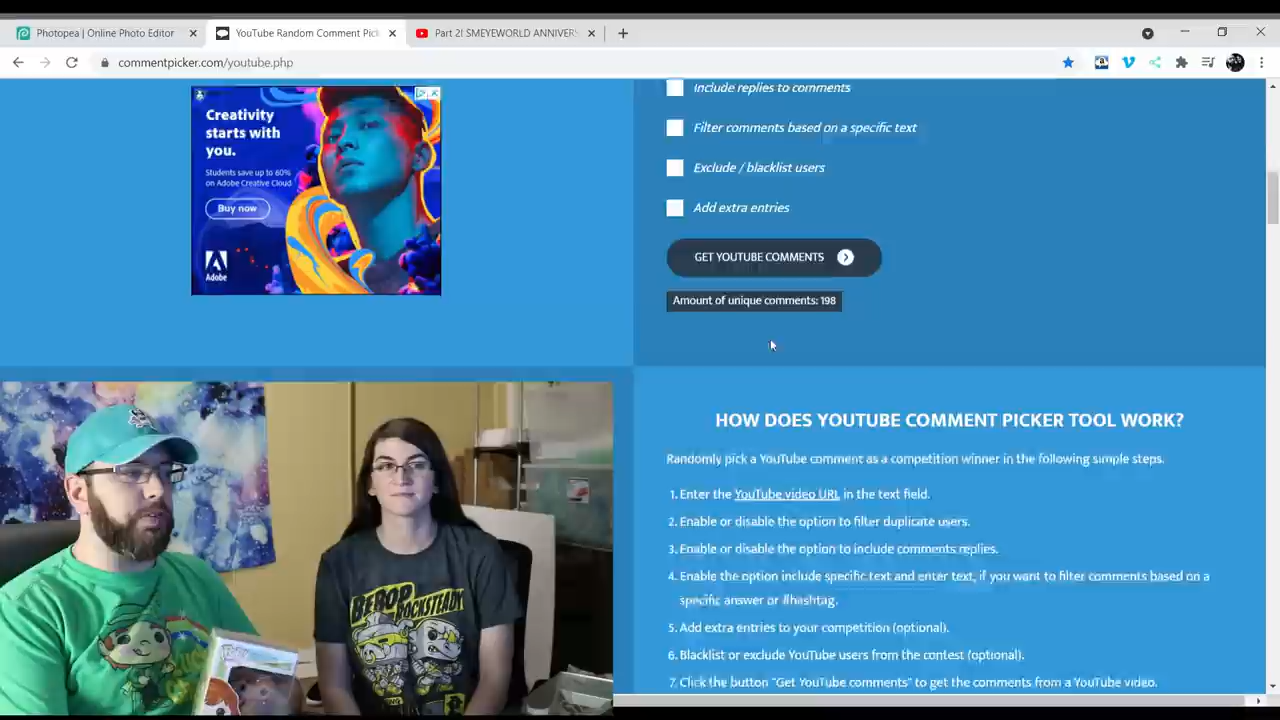 Photopea | Online Photo Editor
YouTube Random Comment Pic
Part 2! SMEYEWORLD ANNIVER
commentpicker.com/youtube.php
Creativity
starts with
you.
Students save up to 60%
on Adobe Creative Cloud
Buy now
Adobe
Include replies to comments
Filter comments based on a specific text
Exclude / blacklist users
Add extra entries
GET YOUTUBE COMMENTS
Amount of unique comments: 198
HOW DOES YOUTUBE COMMENT PICKER TOOL WORK?
Randomly pick a YouTube comment as a competition winner in the following simple steps.
1. Enter the YouTube video URL in the text field.
2. Enable or disable the option to filter duplicate users.
3. Enable or disable the option to include comments replies.
4. Enable the option include specific text and enter text, if you want to filter comments based on a
specific answer or #hashtag.
5. Add extra entries to your competition (optional).
6. Blacklist or exclude YouTube users from the contest (optional).
7. Click the button "Get YouTube comments" to get the comments from a YouTube video.
BEBOP
ROCKSTEADY